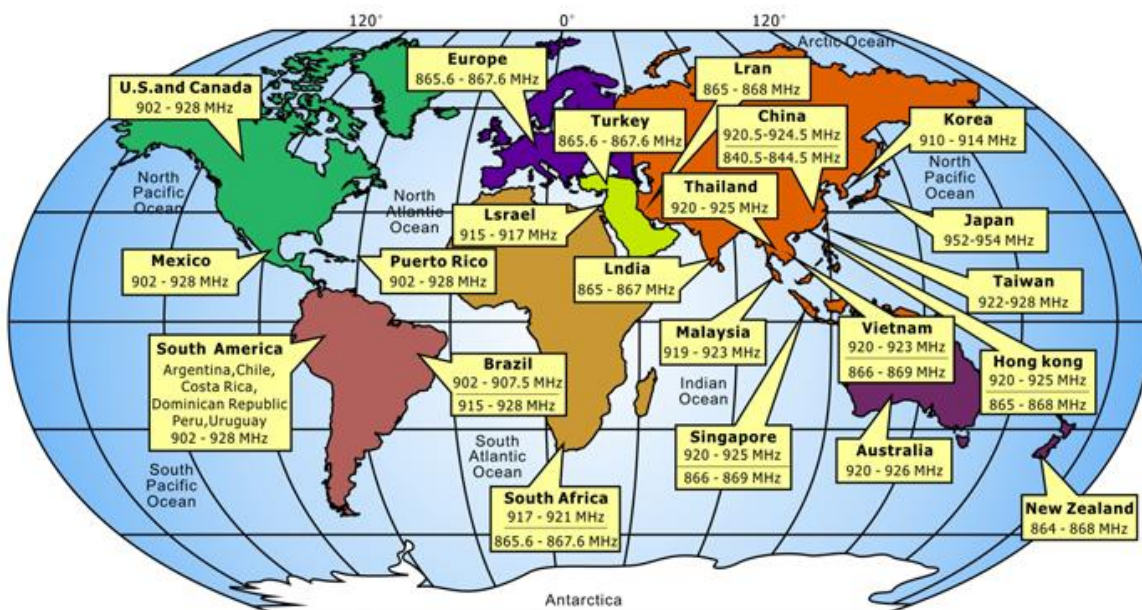 120°
0°
120°
Arctic Ocean
Europe
865.6 - 867.6 MHz
Lran
865 - 868 MHz
U.S.and Canada
902 - 928 MHz
Turkey
865.6 - 867.6 MHz
China
920.5-924.5 MHz
840.5-844.5 MHz
Korea
910 - 914 MHz
North
Pacific
Ocean
North
Atlantic
Ocean
North
Pacific
Ocean
Thailand
920 - 925 MHz
Lsrael
915 - 917 MHz
Japan
952-954 MHz
Mexico
902 - 928 MHz
Puerto Rico
902 - 928 MHz
Lndia
865 - 867 MHz
Taiwan
922-928 MHz
Malaysia
919 - 923 MHz
Vietnam
920 - 923 MHz
866 - 869 MHz
South America
Argentina,Chile,
Costa Rica,
Dominican Republic
Peru,Uruguay
902 - 928 MHz
Brazil
902 - 907.5 MHz
915 - 928 MHz
Hong kong
920 - 925 MHz
865 - 868 MHz
Indian
Ocean
Singapore
920 - 925 MHz
866 - 869 MHz
Australia
920 - 926 MHz
South
Atlantic
Ocean
South
Pacific
Ocean
South Africa
917 - 921 MHz
865.6 - 867.6 MHz
New Zealand
864 - 868 MHz
Antarctica